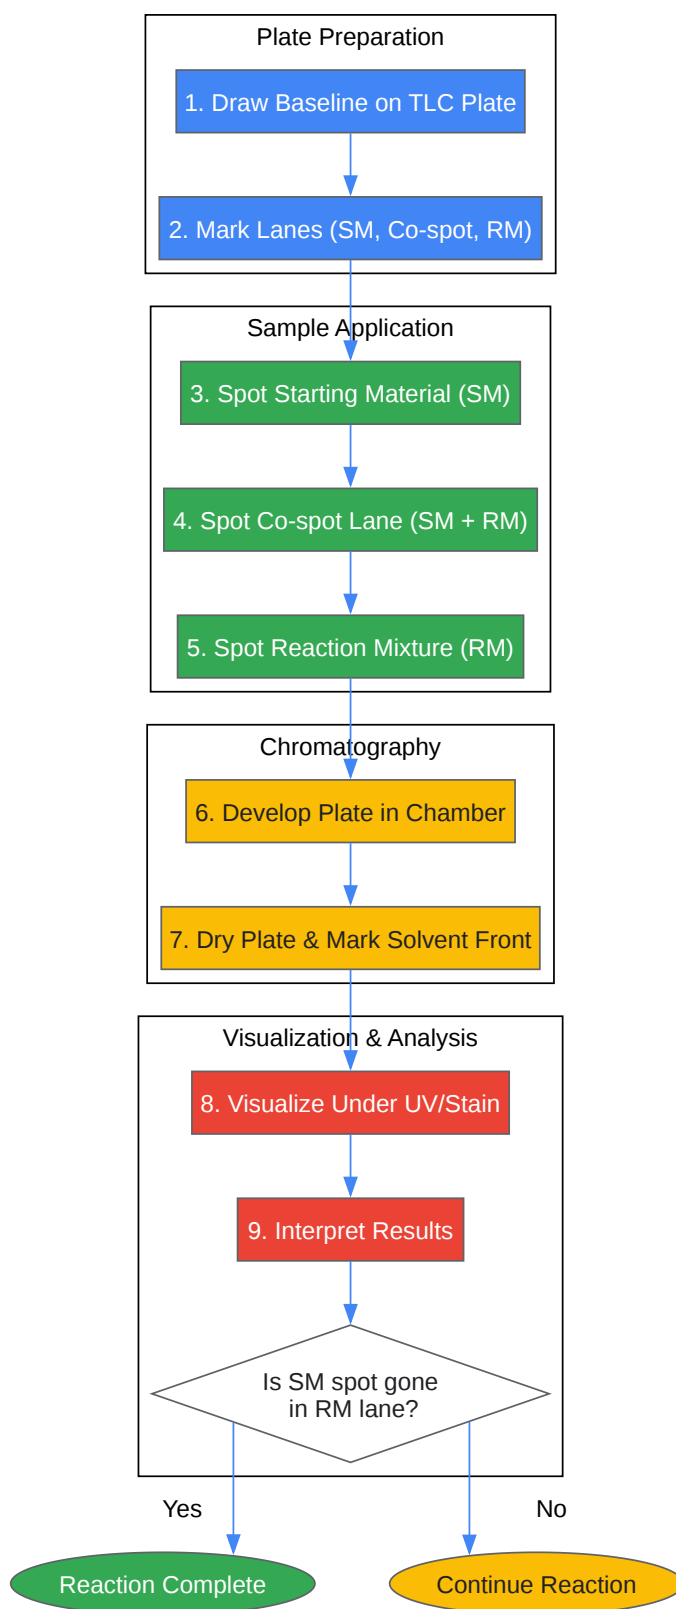 Plate Preparation
1. Draw Baseline on TLC Plate
2. Mark Lanes (SM, Co-spot, RM)
Sample Application
3. Spot Starting Material (SM)
4. Spot Co-spot Lane (SM + RM)
5. Spot Reaction Mixture (RM)
Chromatography
6. Develop Plate in Chamber
7. Dry Plate & Mark Solvent Front
Visualization & Analysis
8. Visualize Under UV/Stain
9. Interpret Results
Is SM spot gone
in RM lane?
Yes
No
Reaction Complete
Continue Reaction